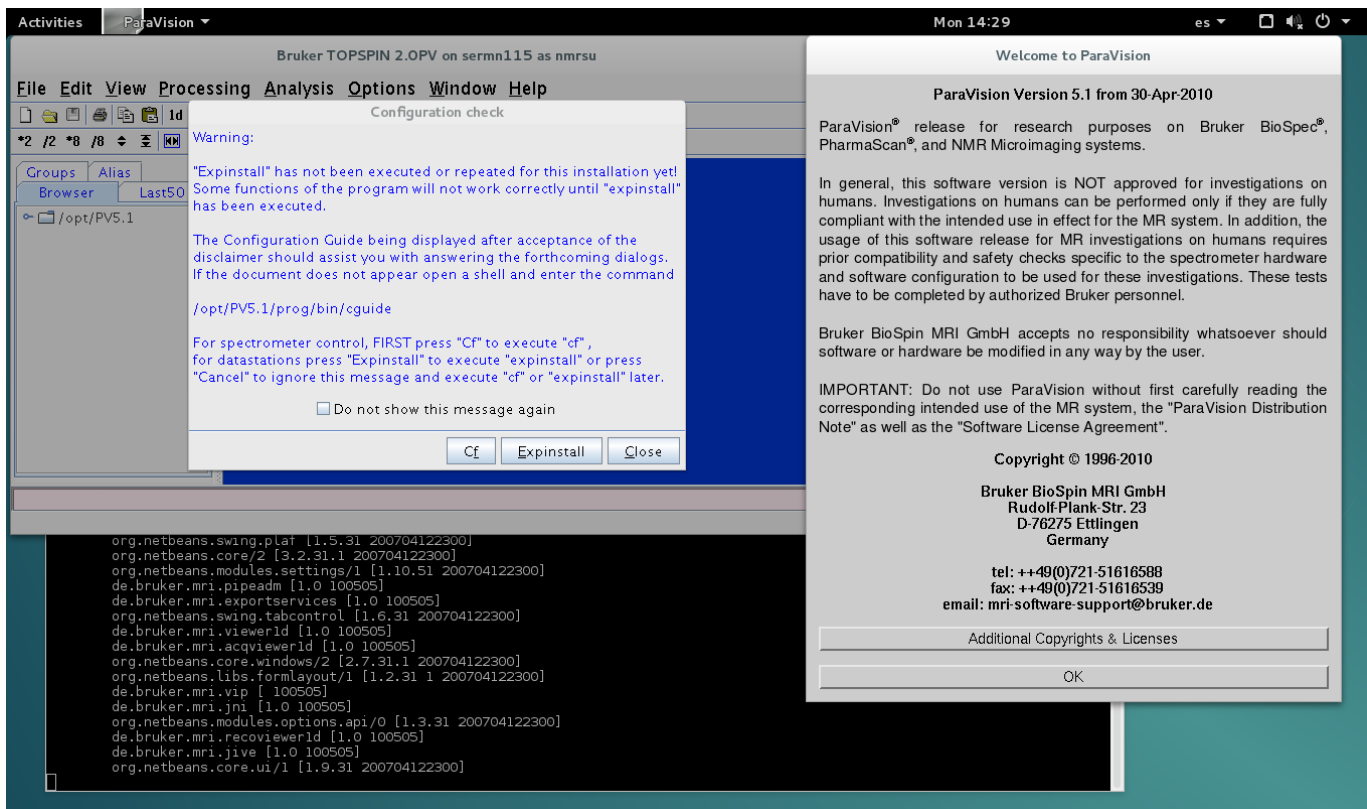 Activities ParaVision Mon 14:29 es
Bruker TOPSPIN 2.0PV on sermn115 as nmrsu
File Edit View Processing Analysis Options Window Help
1d
*2 /2 *8 /8
Groups Alias
Browser Last50
/opt/PV5.1
Configuration check
Warning:
"Expinstall" has not been executed or repeated for this installation yet!
Some functions of the program will not work correctly until "expinstall"
has been executed.
The Configuration Guide being displayed after acceptance of the
disclaimer should assist you with answering the forthcoming dialogs.
If the document does not appear open a shell and enter the command
/opt/PV5.1/prog/bin/cguide
For spectrometer control, FIRST press "Cf" to execute "cf" ,
for datastations press "Expinstall" to execute "expinstall" or press
"Cancel" to ignore this message and execute "cf" or "expinstall" later.
Do not show this message again
Cf Expinstall Close
org.netbeans.swing.plaf [1.5.31 200704122300]
org.netbeans.core/2 [3.2.31.1 200704122300]
org.netbeans.modules.settings/1 [1.10.51 200704122300]
de.bruker.mri.pipeadm [1.0 100505]
de.bruker.mri.exportservices [1.0 100505]
org.netbeans.swing.tabcontrol [1.6.31 200704122300]
de.bruker.mri.viewer1d [1.0 100505]
de.bruker.mri.acqviewer1d [1.0 100505]
org.netbeans.core.windows/2 [2.7.31.1 200704122300]
org.netbeans.libs.formlayout/1 [1.2.31 1 200704122300]
de.bruker.mri.vip [ 100505]
de.bruker.mri.jni [1.0 100505]
org.netbeans.modules.options.api/0 [1.3.31 200704122300]
de.bruker.mri.recoviewer1d [1.0 100505]
de.bruker.mri.jive [1.0 100505]
org.netbeans.core.ui/1 [1.9.31 200704122300]
Welcome to ParaVision
ParaVision Version 5.1 from 30-Apr-2010
ParaVision® release for research purposes on Bruker BioSpec®,
PharmaScan®, and NMR Microimaging systems.
In general, this software version is NOT approved for investigations on
humans. Investigations on humans can be performed only if they are fully
compliant with the intended use in effect for the MR system. In addition, the
usage of this software release for MR investigations on humans requires
prior compatibility and safety checks specific to the spectrometer hardware
and software configuration to be used for these investigations. These tests
have to be completed by authorized Bruker personnel.
Bruker BioSpin MRI GmbH accepts no responsibility whatsoever should
software or hardware be modified in any way by the user.
IMPORTANT: Do not use ParaVision without first carefully reading the
corresponding intended use of the MR system, the "ParaVision Distribution
Note" as well as the "Software License Agreement".
Copyright © 1996-2010
Bruker BioSpin MRI GmbH
Rudolf-Plank-Str. 23
D-76275 Ettlingen
Germany
tel: ++49(0)721-51616588
fax: ++49(0)721-51616539
email: mri-software-support@bruker.de
Additional Copyrights & Licenses
OK